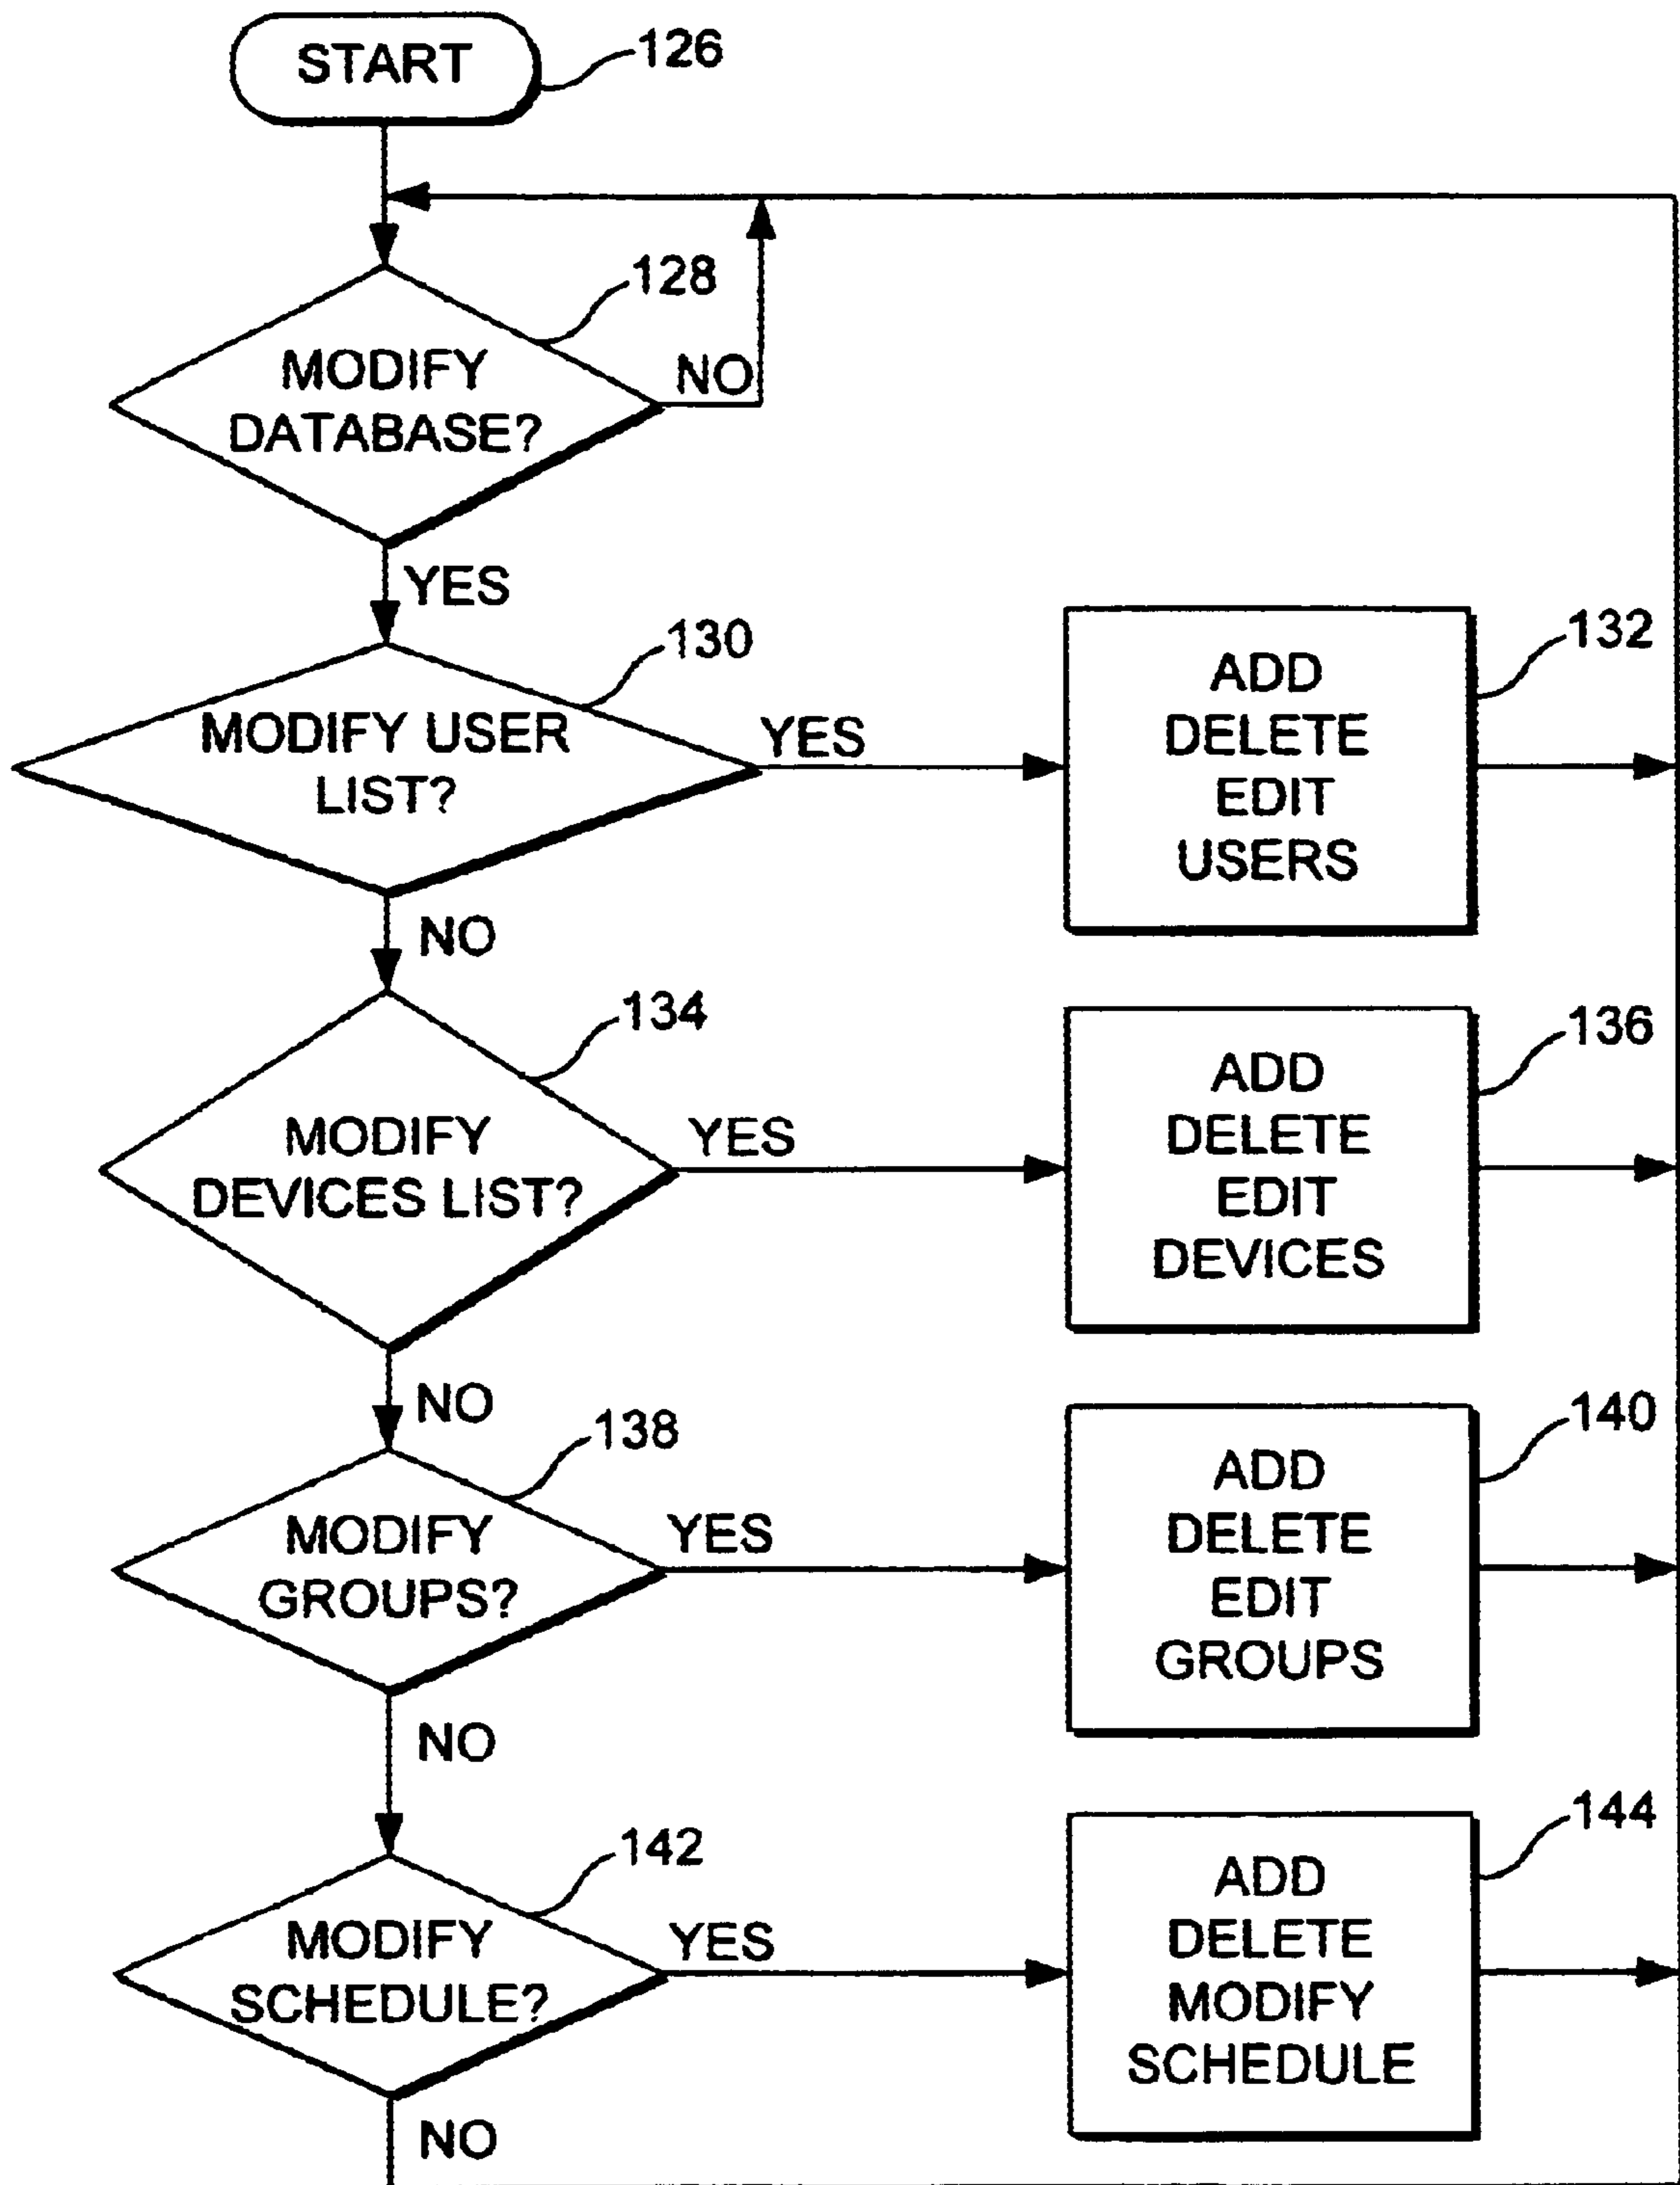 START
126
128
MODIFY
DATABASE?
NO
YES
130
MODIFY USER
LIST?
YES
132
ADD
DELETE
EDIT
USERS
NO
134
MODIFY
DEVICES LIST?
YES
136
ADD
DELETE
EDIT
DEVICES
NO
138
MODIFY
GROUPS?
YES
140
ADD
DELETE
EDIT
GROUPS
NO
142
MODIFY
SCHEDULE?
YES
144
ADD
DELETE
MODIFY
SCHEDULE
NO